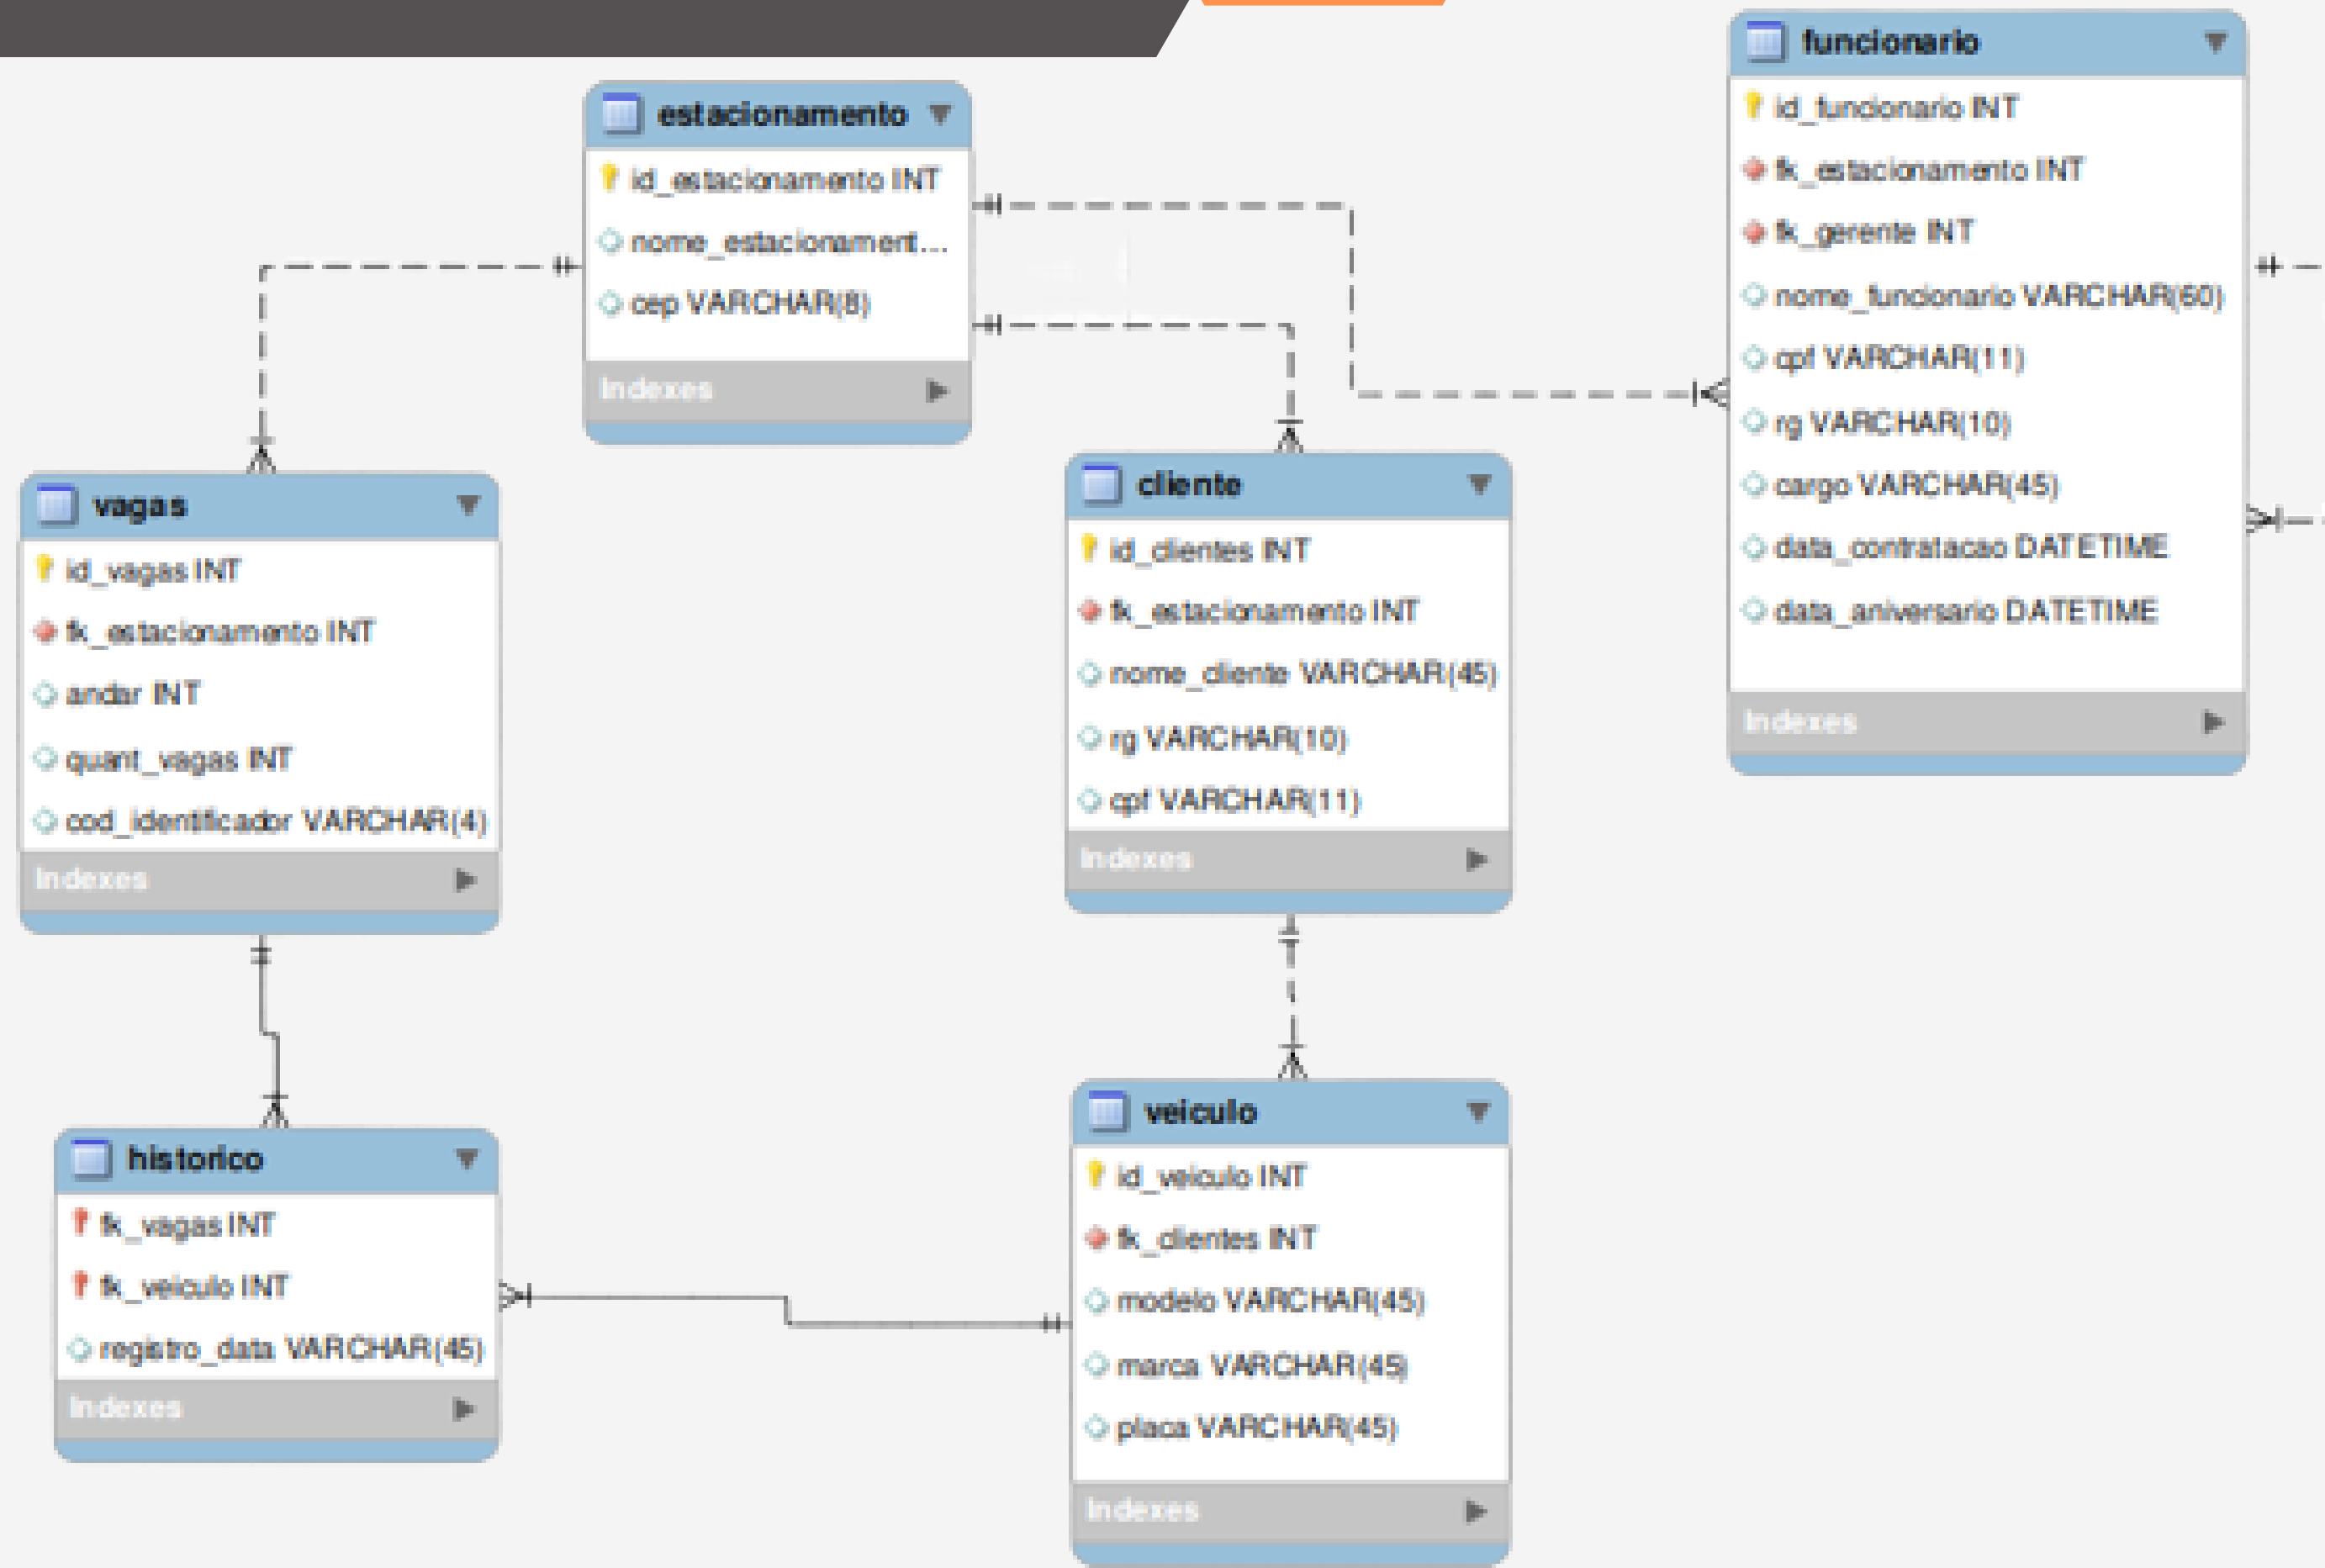 estacionamento
id_estacionamento INT
nome_estacionament...
cep VARCHAR(8)
Indexes
funcionario
id_funcionario INT
fk_estacionamento INT
fk_gerente INT
nome_funcionario VARCHAR(60)
cpf VARCHAR(11)
rg VARCHAR(10)
cargo VARCHAR(45)
data_contratacao DATETIME
data_aniversario DATETIME
Indexes
vagas
id_vagas INT
fk_estacionamento INT
andar INT
quant_vagas INT
cod_identificador VARCHAR(4)
Indexes
cliente
id_clientes INT
fk_estacionamento INT
nome_cliente VARCHAR(45)
rg VARCHAR(10)
cpf VARCHAR(11)
Indexes
historico
fk_vagas INT
fk_veiculo INT
registro_data VARCHAR(45)
Indexes
veiculo
id_veiculo INT
fk_clientes INT
modelo VARCHAR(45)
marca VARCHAR(45)
placa VARCHAR(45)
Indexes